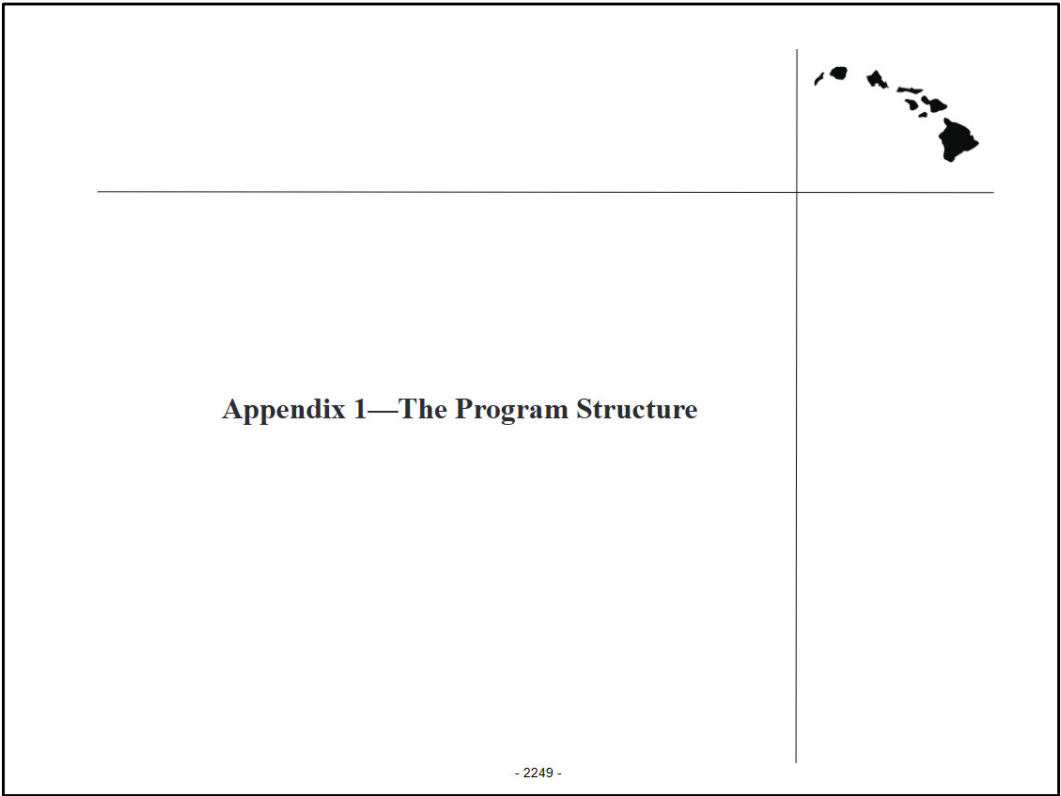 Appendix 1—The Program Structure
- 2249 -